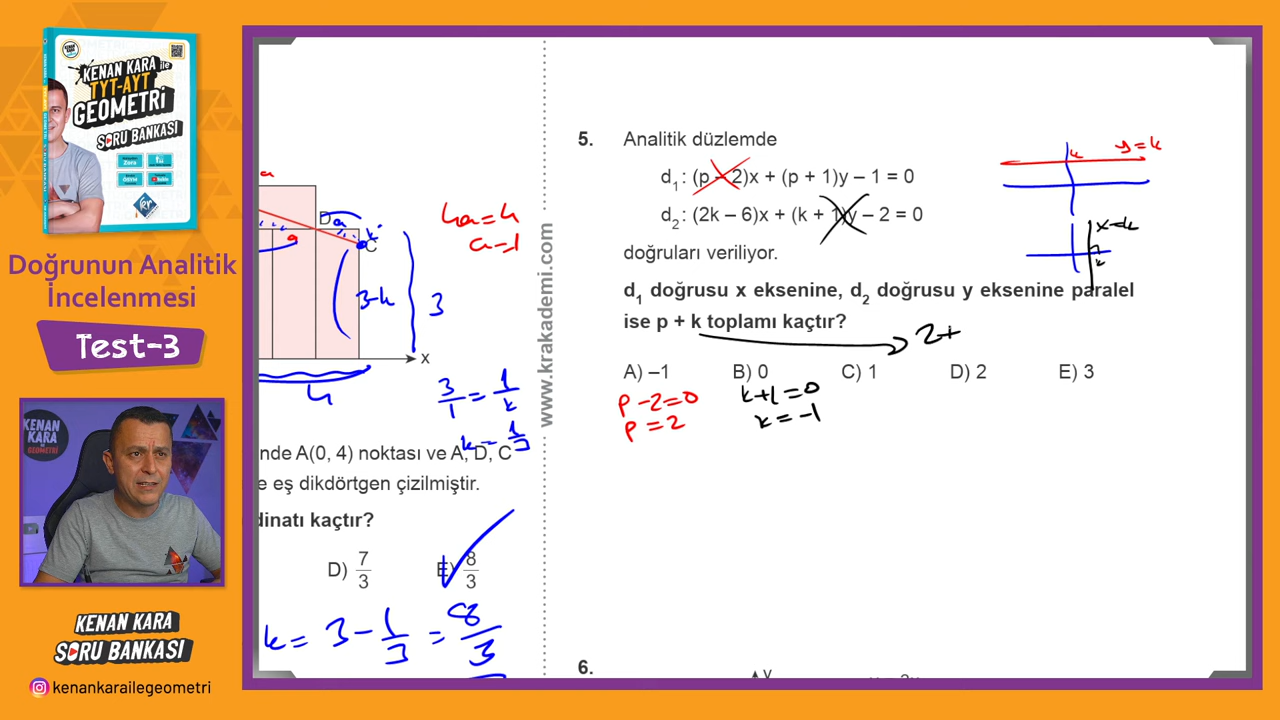 KENAN KARA ile
TYT-AYT
GEOMETRİ
SORU BANKASI
Doğrunun Analitik
İncelenmesi
Test-3
KENAN
KARA
GEOMETRİ
KENAN KARA
SORU BANKASI
kenankarailegeometri
a
D
a
a
C
4a=4
a=1
3-k
3
x
4
3/1 = 1/k
k = 1/3
nde A(0, 4) noktası ve A, D, C
e eş dikdörtgen çizilmiştir.
dinatı kaçtır?
D) 7/3
E) 8/3
k = 3 - 1/3 = 8/3
www.krakademi.com
5. Analitik düzlemde
d1: (p – 2)x + (p + 1)y – 1 = 0
d2: (2k – 6)x + (k + 1)y – 2 = 0
doğruları veriliyor.
d1 doğrusu x eksenine, d2 doğrusu y eksenine paralel
ise p + k toplamı kaçtır?
2+
A) –1 B) 0 C) 1 D) 2 E) 3
p-2=0
p=2
k+1=0
k=-1
k
y=k
x=k
k
6.
y